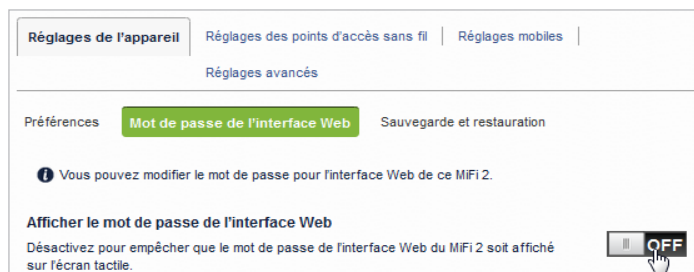 Réglages de l'appareil Réglages des points d'accès sans fil Réglages mobiles
Réglages avancés
Préférences Mot de passe de l'interface Web Sauvegarde et restauration
Vous pouvez modifier le mot de passe pour l'interface Web de ce MiFi 2.
Afficher le mot de passe de l'interface Web
OFF
Désactivez pour empêcher que le mot de passe de l'interface Web du MiFi 2 soit affiché
sur l'écran tactile.